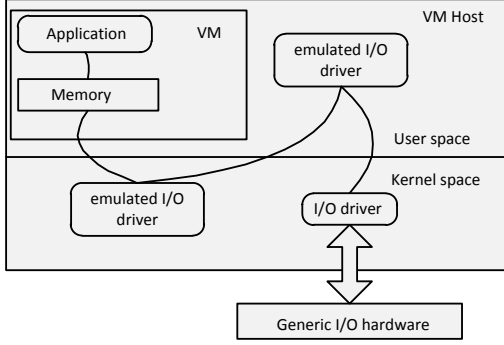 Application
VM
VM Host
Memory
emulated I/O
driver
User space
Kernel space
emulated I/O
driver
I/O driver
Generic I/O hardware